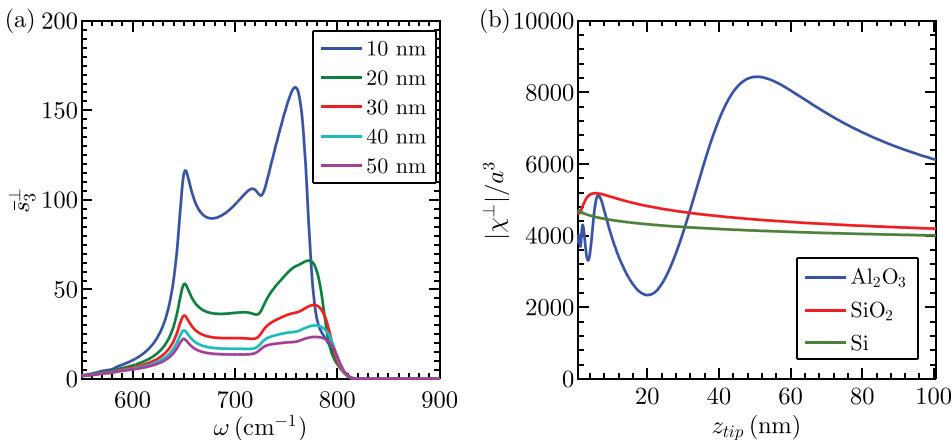 (a)
200
150
100
50
0
s̄₃^⊥
600
700
800
900
ω (cm⁻¹)
10 nm
20 nm
30 nm
40 nm
50 nm
(b)
10000
8000
6000
4000
2000
0
|χ^⊥|/a³
20
40
60
80
100
z_tip (nm)
Al₂O₃
SiO₂
Si